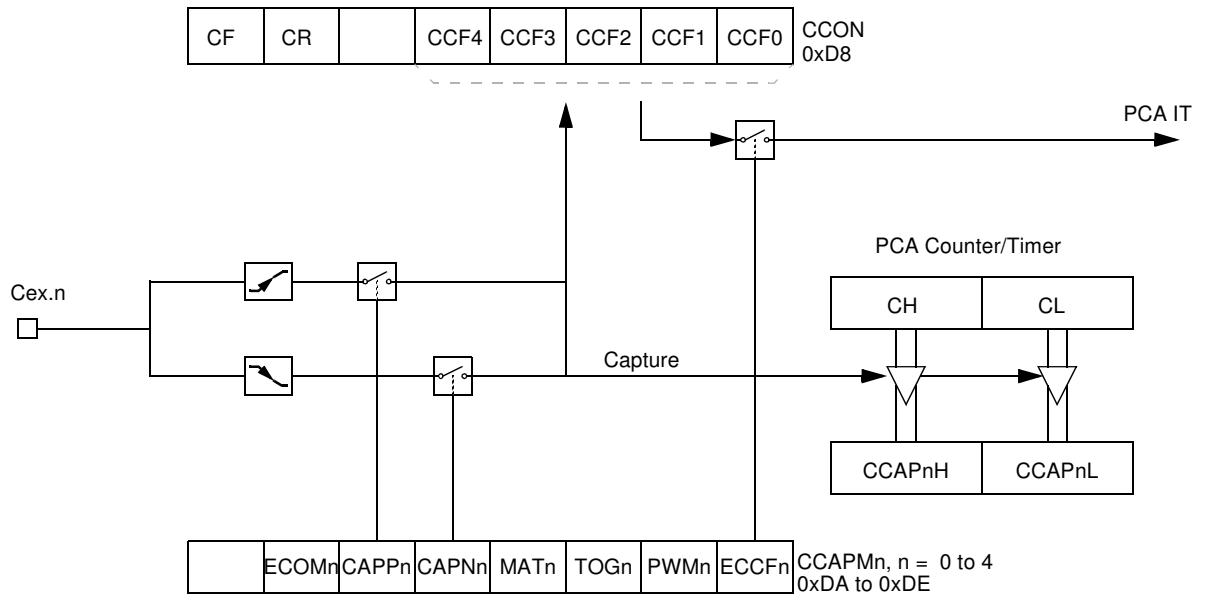 CF CR CCF4 CCF3 CCF2 CCF1 CCF0
CCON
0xD8
PCA IT
PCA Counter/Timer
Cex.n
CH CL
Capture
CCAPnH CCAPnL
ECOMn CAPPn CAPNn MATn TOGn PWMn ECCFn
CCAPMn, n = 0 to 4
0xDA to 0xDE